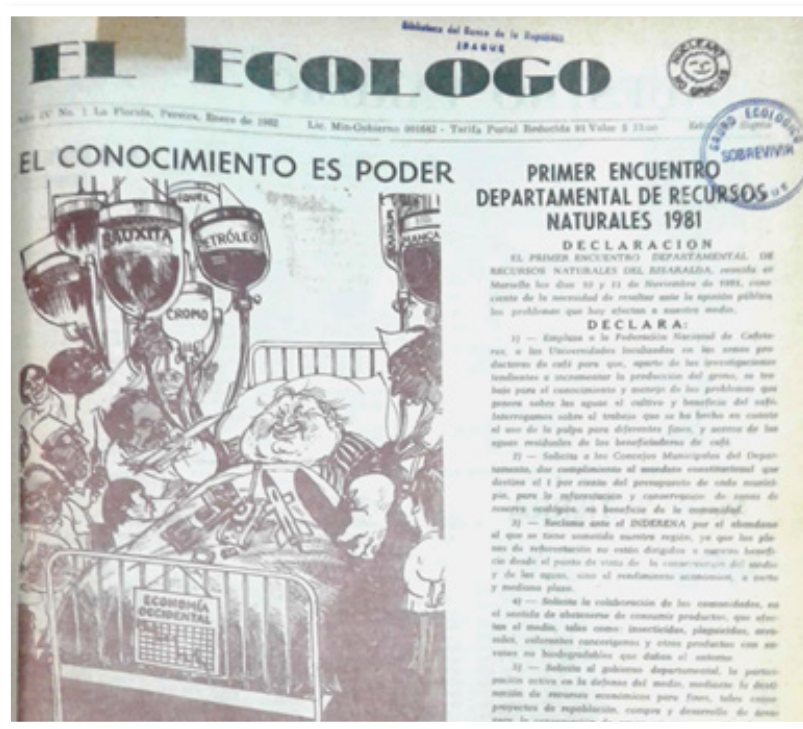 Biblioteca del Banco de la República
IBAGUE
EL ECOLOGO
NUCLEAR?
NO GRACIAS
Año IV No. 1 La Florida, Pereira, Enero de 1982
Lic. Min-Gobierno 001642 - Tarifa Postal Reducida 91 Valor $
GRUPO ECOLOGICO
SOBREVIVIR
EL CONOCIMIENTO ES PODER
NIQUEL
BAUXITA
PETRÓLEO
CROMO
ECONOMÍA
OCCIDENTAL
PRIMER ENCUENTRO
DEPARTAMENTAL DE RECURSOS
NATURALES 1981
DECLARACION
EL PRIMER ENCUENTRO DEPARTAMENTAL DE
RECURSOS NATURALES DEL RISARALDA, reunido en
Marsella los días 10 y 11 de Noviembre de 1981, cons-
ciente de la necesidad de resaltar ante la opinión pública,
los problemas que hoy afectan a nuestro medio.
DECLARA:
1) — Emplaza a la Federación Nacional de Cafete-
ros, a las Universidades localizadas en las zonas pro-
ductoras de café para que, aparte de las investigaciones
tendientes a incrementar la producción del grano, se tra-
baje para el conocimiento y manejo de los problemas que
genera sobre las aguas el cultivo y beneficio del café.
Interrogamos sobre el trabajo que se ha hecho en cuanto
al uso de la pulpa para diferentes fines, y acerca de las
aguas residuales de los beneficiaderos de café.
2) — Solicita a los Concejos Municipales del Depar-
tamento, dar cumplimiento al mandato constitucional que
destina el 1 por ciento del presupuesto de cada munici-
pio, para la reforestación y conservación de zonas de
reserva ecológica, en beneficio de la comunidad.
3) — Reclama ante el INDERENA por el abandono
al que se tiene sometida nuestra región, ya que los pla-
nes de reforestación no están dirigidos a nuestro benefi-
cio desde el punto de vista de la conservación del medio
y de las aguas, sino al rendimiento económico, a corto
y mediano plazo.
4) — Solicita la colaboración de las comunidades, en
el sentido de abstenerse de consumir productos, que afec-
tan el medio, tales como: insecticidas, plaguicidas,
colorantes cancerígenos y otros productos con en-
vases no biodegradables que dañan el entorno.
5) — Solicita al gobierno departamental, la partici-
pación activa en la defensa del medio, mediante la desti-
nación de recursos económicos para fines, tales como
proyectos de repoblación, compra y desarrollo de áreas